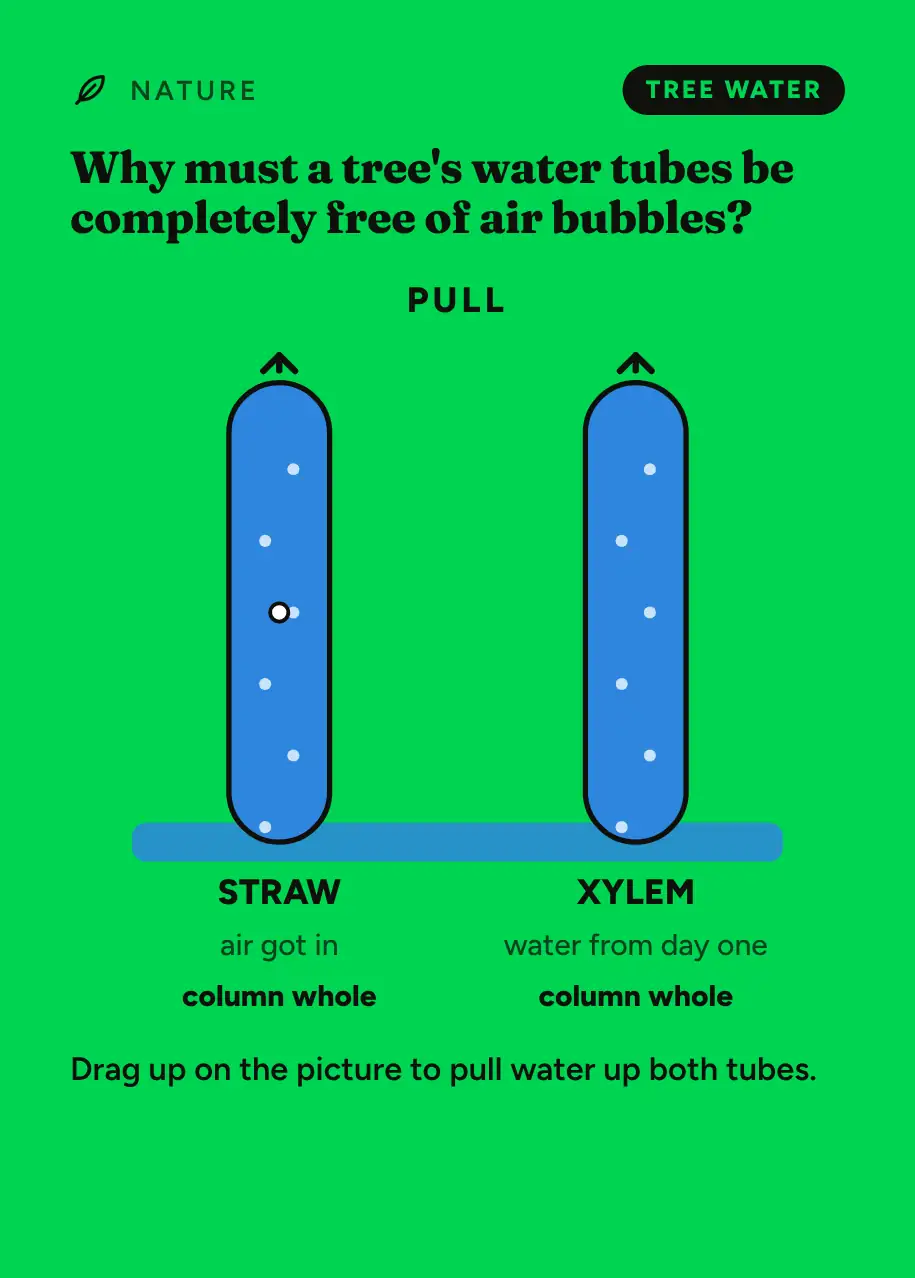 NATURE
TREE WATER
Why must a tree's water tubes be
completely free of air bubbles?
PULL
STRAW
air got in
column whole
XYLEM
water from day one
column whole
Drag up on the picture to pull water up both tubes.